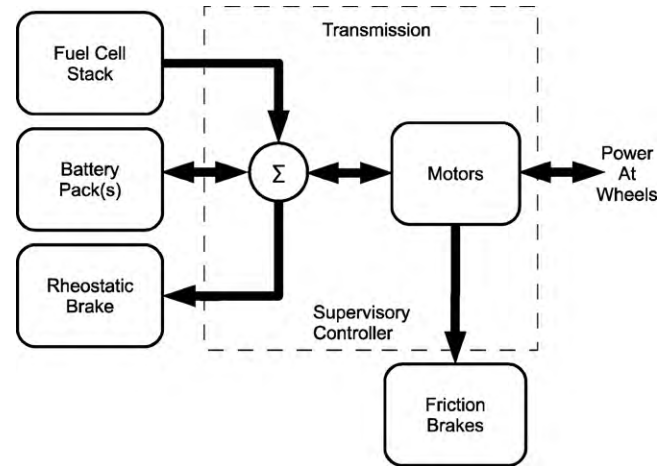 Fuel Cell
Stack
Transmission
Battery
Pack(s)
Σ
Motors
Power
At
Wheels
Rheostatic
Brake
Supervisory
Controller
Friction
Brakes